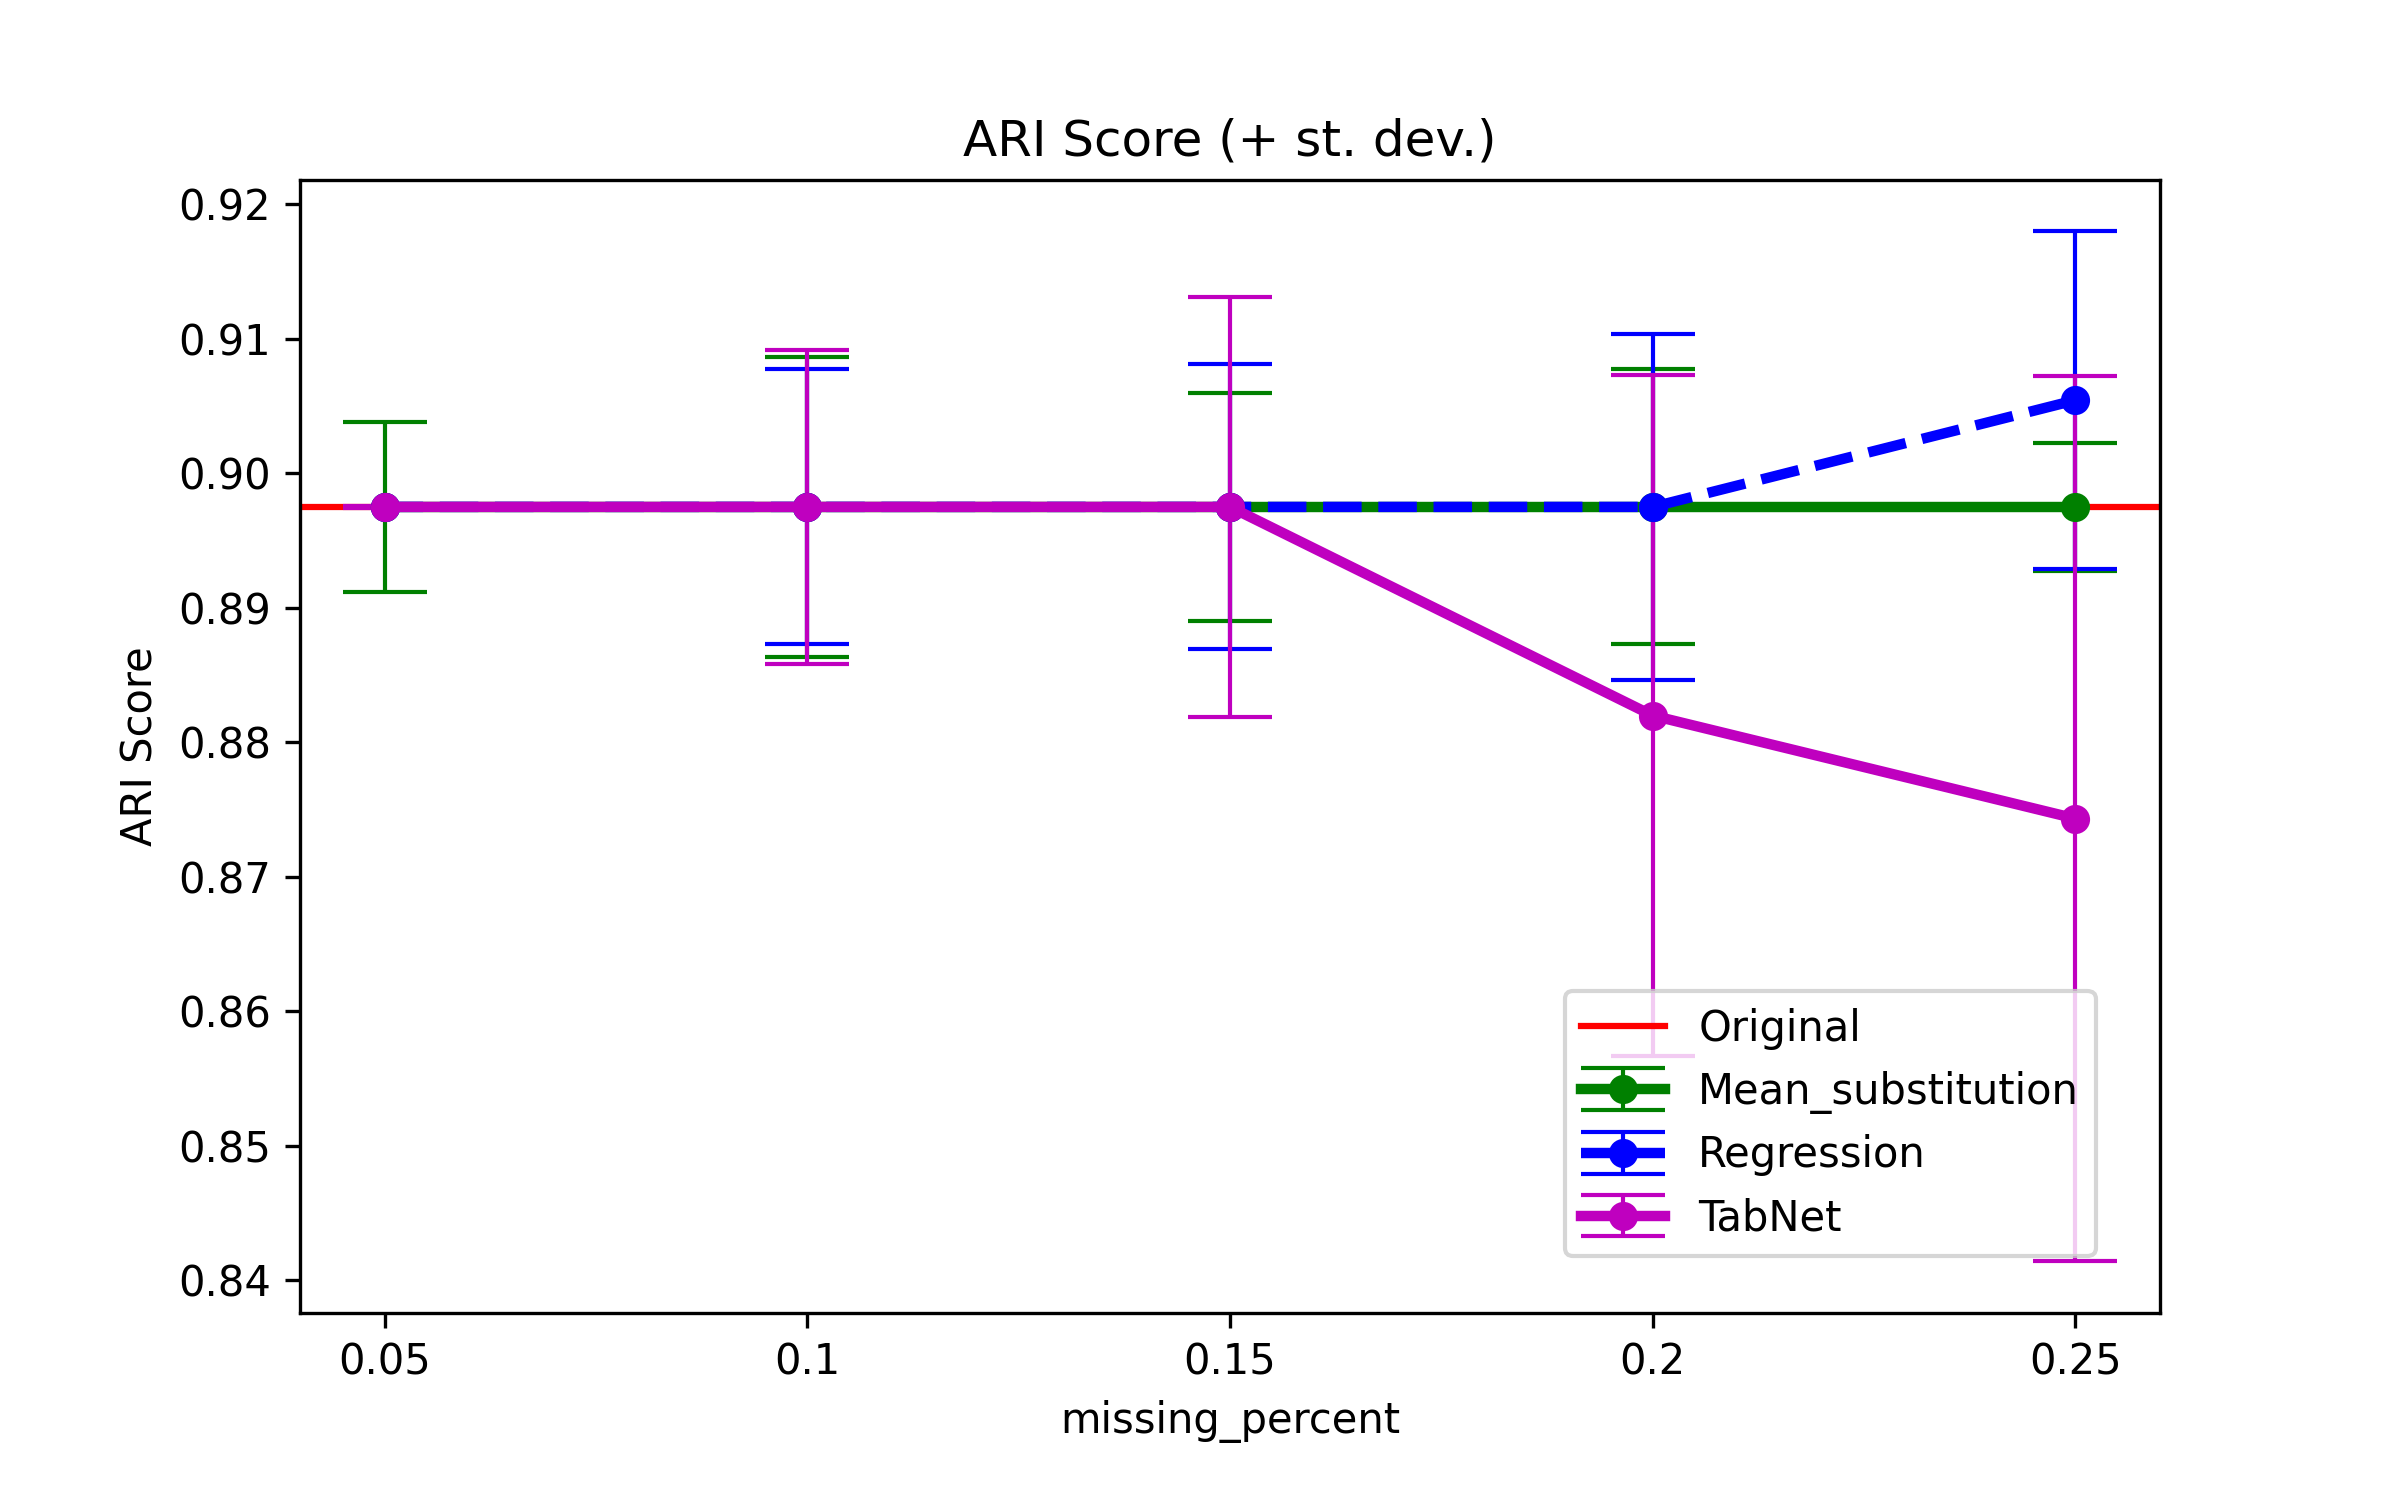 ARI Score (+ st. dev.)
ARI Score
0.92
0.91
0.90
0.89
0.88
0.87
0.86
0.85
0.84
Original
Mean_substitution
Regression
TabNet
0.05 0.1 0.15 0.2 0.25
missing_percent